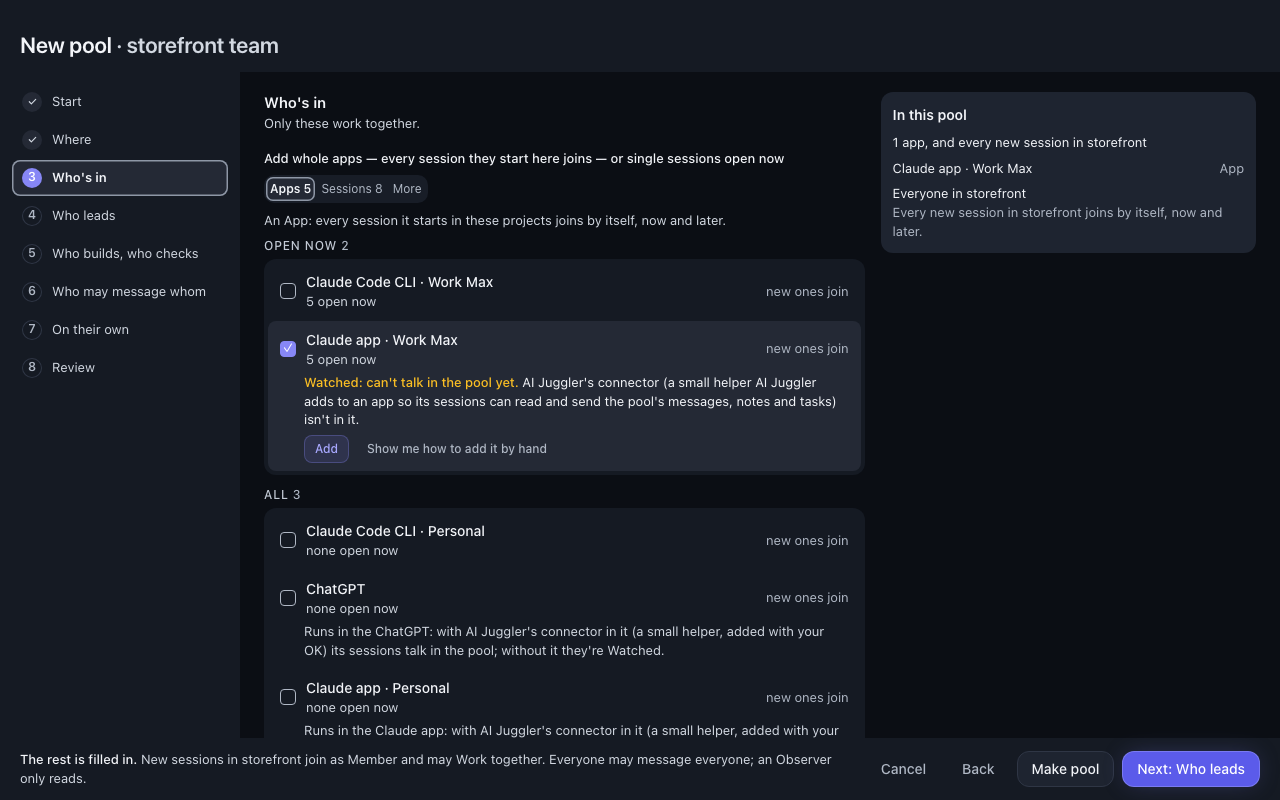 New pool · storefront team
Start
Where
3 Who's in
4 Who leads
5 Who builds, who checks
6 Who may message whom
7 On their own
8 Review
Who's in
Only these work together.
Add whole apps — every session they start here joins — or single sessions open now
Apps 5 Sessions 8 More
An App: every session it starts in these projects joins by itself, now and later.
OPEN NOW 2
Claude Code CLI · Work Max
5 open now
new ones join
Claude app · Work Max
5 open now
new ones join
Watched: can't talk in the pool yet. AI Juggler's connector (a small helper AI Juggler
adds to an app so its sessions can read and send the pool's messages, notes and tasks)
isn't in it.
Add Show me how to add it by hand
ALL 3
Claude Code CLI · Personal
none open now
new ones join
ChatGPT
none open now
new ones join
Runs in the ChatGPT: with AI Juggler's connector in it (a small helper, added with your
OK) its sessions talk in the pool; without it they're Watched.
Claude app · Personal
none open now
new ones join
Runs in the Claude app: with AI Juggler's connector in it (a small helper, added with your
In this pool
1 app, and every new session in storefront
Claude app · Work Max App
Everyone in storefront
Every new session in storefront joins by itself, now and
later.
The rest is filled in. New sessions in storefront join as Member and may Work together. Everyone may message everyone; an Observer
only reads.
Cancel Back Make pool Next: Who leads